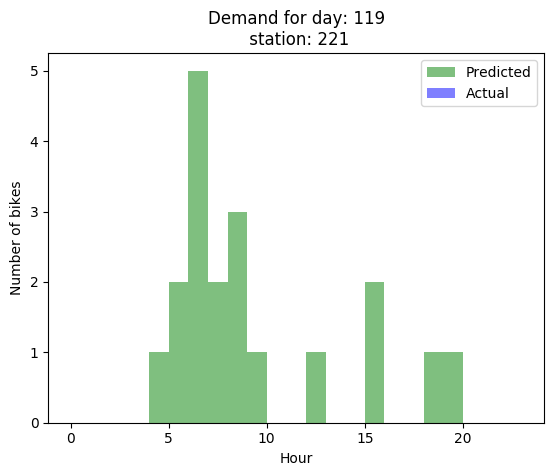 Demand for day: 119
station: 221
Predicted
Actual
5
4
3
2
1
0
Number of bikes
0 5 10 15 20
Hour